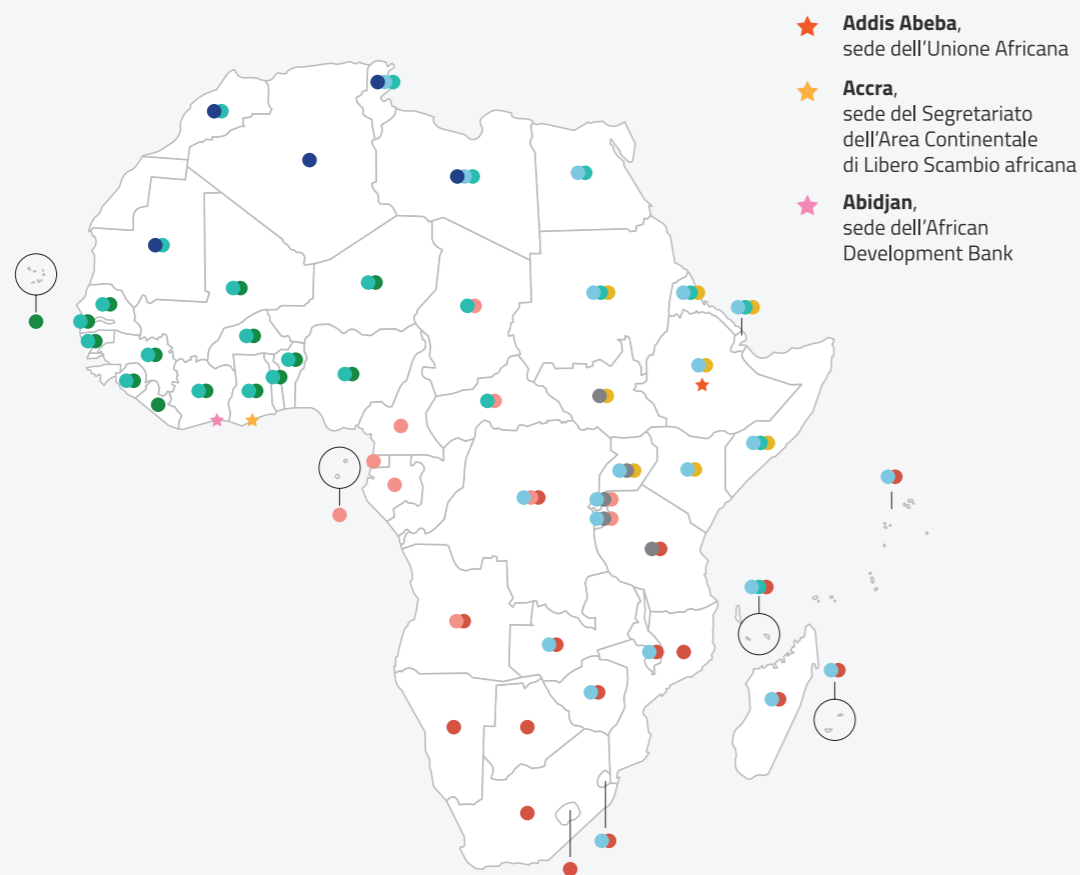 Addis Abeba,
sede dell'Unione Africana
Accra,
sede del Segretariato
dell'Area Continentale
di Libero Scambio africana
Abidjan,
sede dell'African
Development Bank